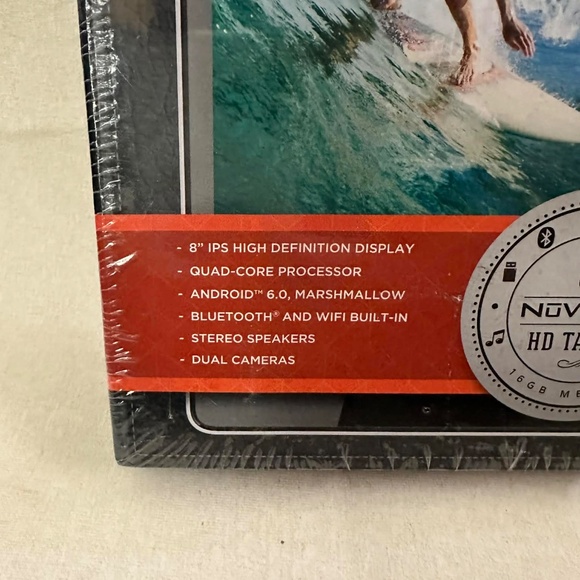 - 8” IPS HIGH DEFINITION DISPLAY
- QUAD-CORE PROCESSOR
- ANDROID™ 6.0, MARSHMALLOW
- BLUETOOTH® AND WIFI BUILT-IN
- STEREO SPEAKERS
- DUAL CAMERAS
HD
16GB